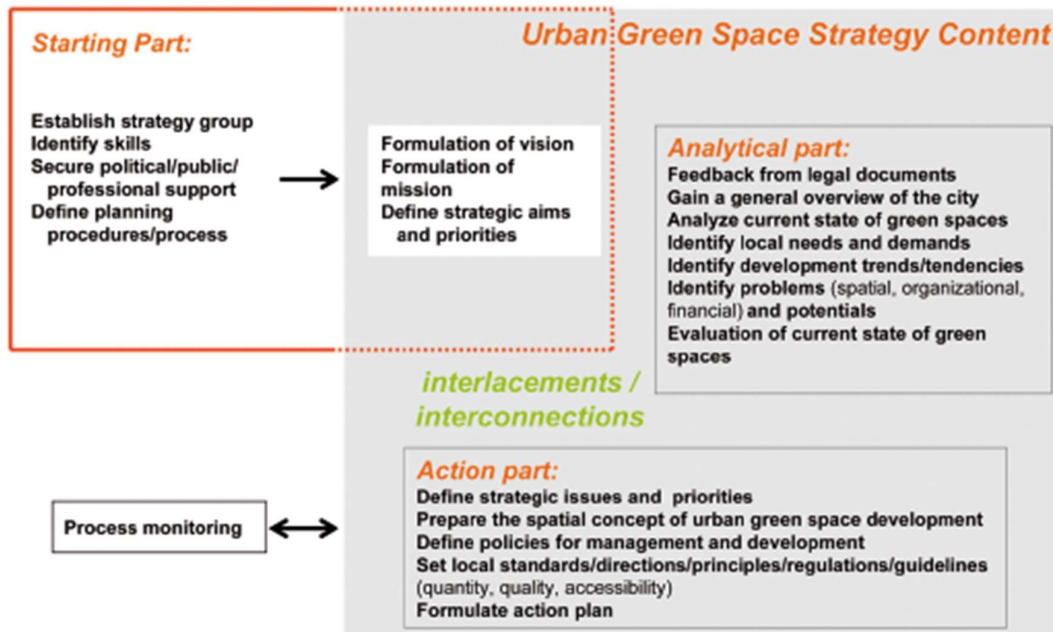 Starting Part:
Urban Green Space Strategy Content
Establish strategy group
Identify skills
Secure political/public/
professional support
Define planning
procedures/process
Formulation of vision
Formulation of
mission
Define strategic aims
and priorities
Analytical part:
Feedback from legal documents
Gain a general overview of the city
Analyze current state of green spaces
Identify local needs and demands
Identify development trends/tendencies
Identify problems (spatial, organizational,
financial) and potentials
Evaluation of current state of green
spaces
interlacements /
interconnections
Process monitoring
Action part:
Define strategic issues and priorities
Prepare the spatial concept of urban green space development
Define policies for management and development
Set local standards/directions/principles/regulations/guidelines
(quantity, quality, accessibility)
Formulate action plan